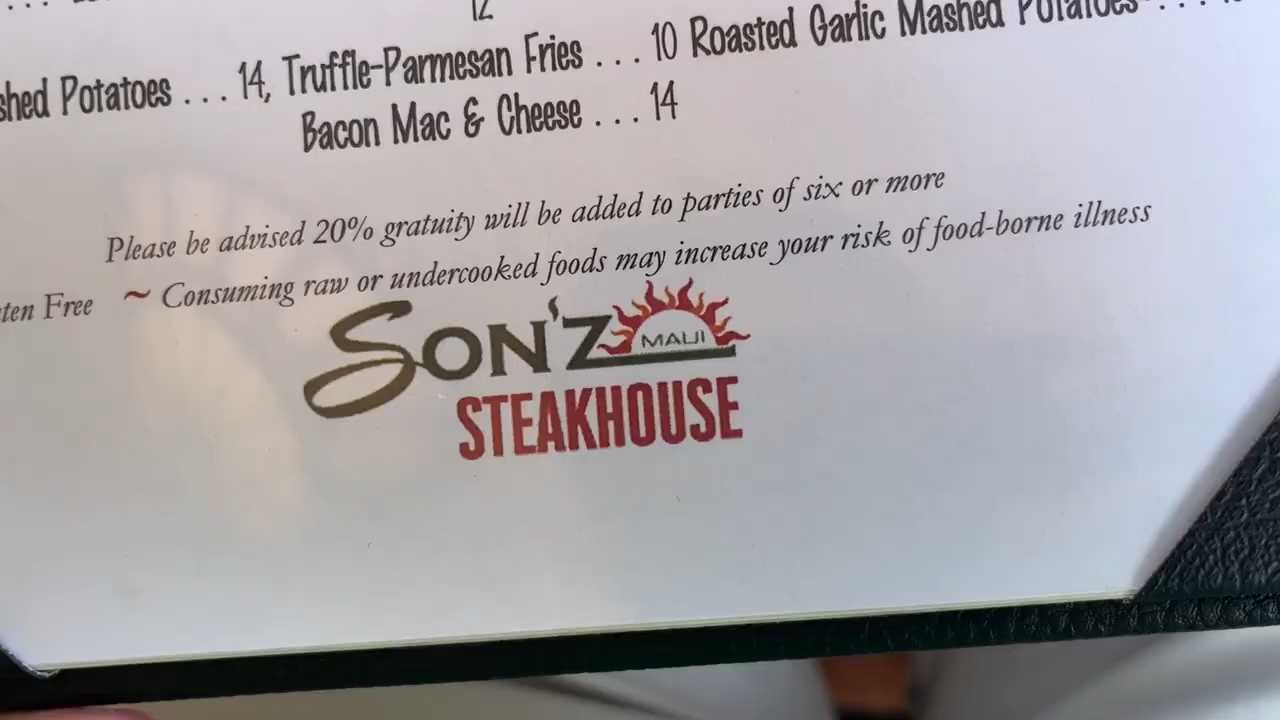 12
shed Potatoes . . . 14, Truffle-Parmesan Fries . . . 10 Roasted Garlic Mashed Potatoes . . .
Bacon Mac & Cheese . . . 14
Please be advised 20% gratuity will be added to parties of six or more
ten Free ~ Consuming raw or undercooked foods may increase your risk of food-borne illness
SON'Z MAUI
STEAKHOUSE